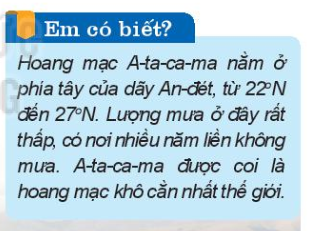 Em có biết?
Hoang mạc A-ta-ca-ma nằm ở
phía tây của dãy An-đét, từ 22°N
đến 27°N. Lượng mưa ở đây rất
thấp, có nơi nhiều năm liền không
mưa. A-ta-ca-ma được coi là
hoang mạc khô cằn nhất thế giới.